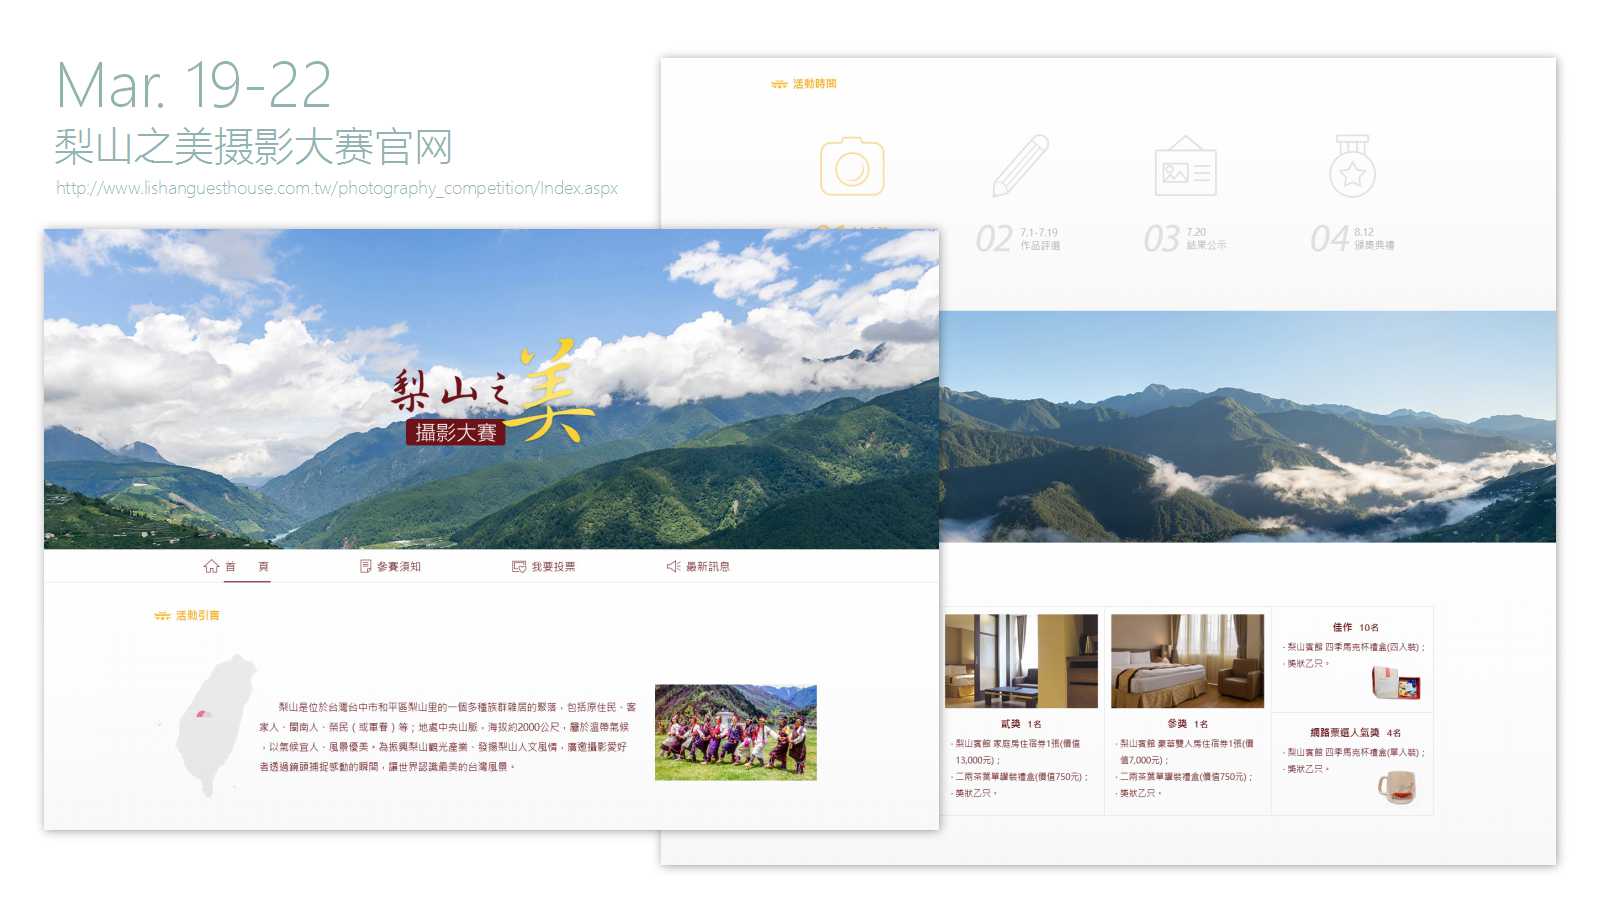 Mar. 19-22
梨山之美摄影大赛官网
http://www.lishanguesthouse.com.tw/photography_competition/Index.aspx
活動時間
02 7.1-7.19
作品評選
03 7.20
結果公示
04 8.12
頒獎典禮
梨山之美
攝影大賽
首 頁
參賽須知
我要投票
最新訊息
活動引言
梨山是位於台灣台中市和平區梨山里的一個多種族群雜居的聚落，包括原住民、客
家人、閩南人、榮民（或軍眷）等；地處中央山脈，海拔約2000公尺，屬於溫帶氣候
，以氣候宜人、風景優美。為振興梨山觀光產業、發揚梨山人文風情，廣邀攝影愛好
者透過鏡頭捕捉感動的瞬間，讓世界認識最美的台灣風景。
貳獎 1名
· 梨山賓館 家庭房住宿券1張(價值
13,000元)；
· 二兩茶葉單罐裝禮盒(價值750元)；
· 獎狀乙只。
參獎 1名
· 梨山賓館 豪華雙人房住宿券1張(價
值7,000元)；
· 二兩茶葉單罐裝禮盒(價值750元)；
· 獎狀乙只。
佳作 10名
· 梨山賓館 四季馬克杯禮盒(四入裝)；
· 獎狀乙只。
網路票選人氣獎 4名
· 梨山賓館 四季馬克杯禮盒(單入裝)；
· 獎狀乙只。